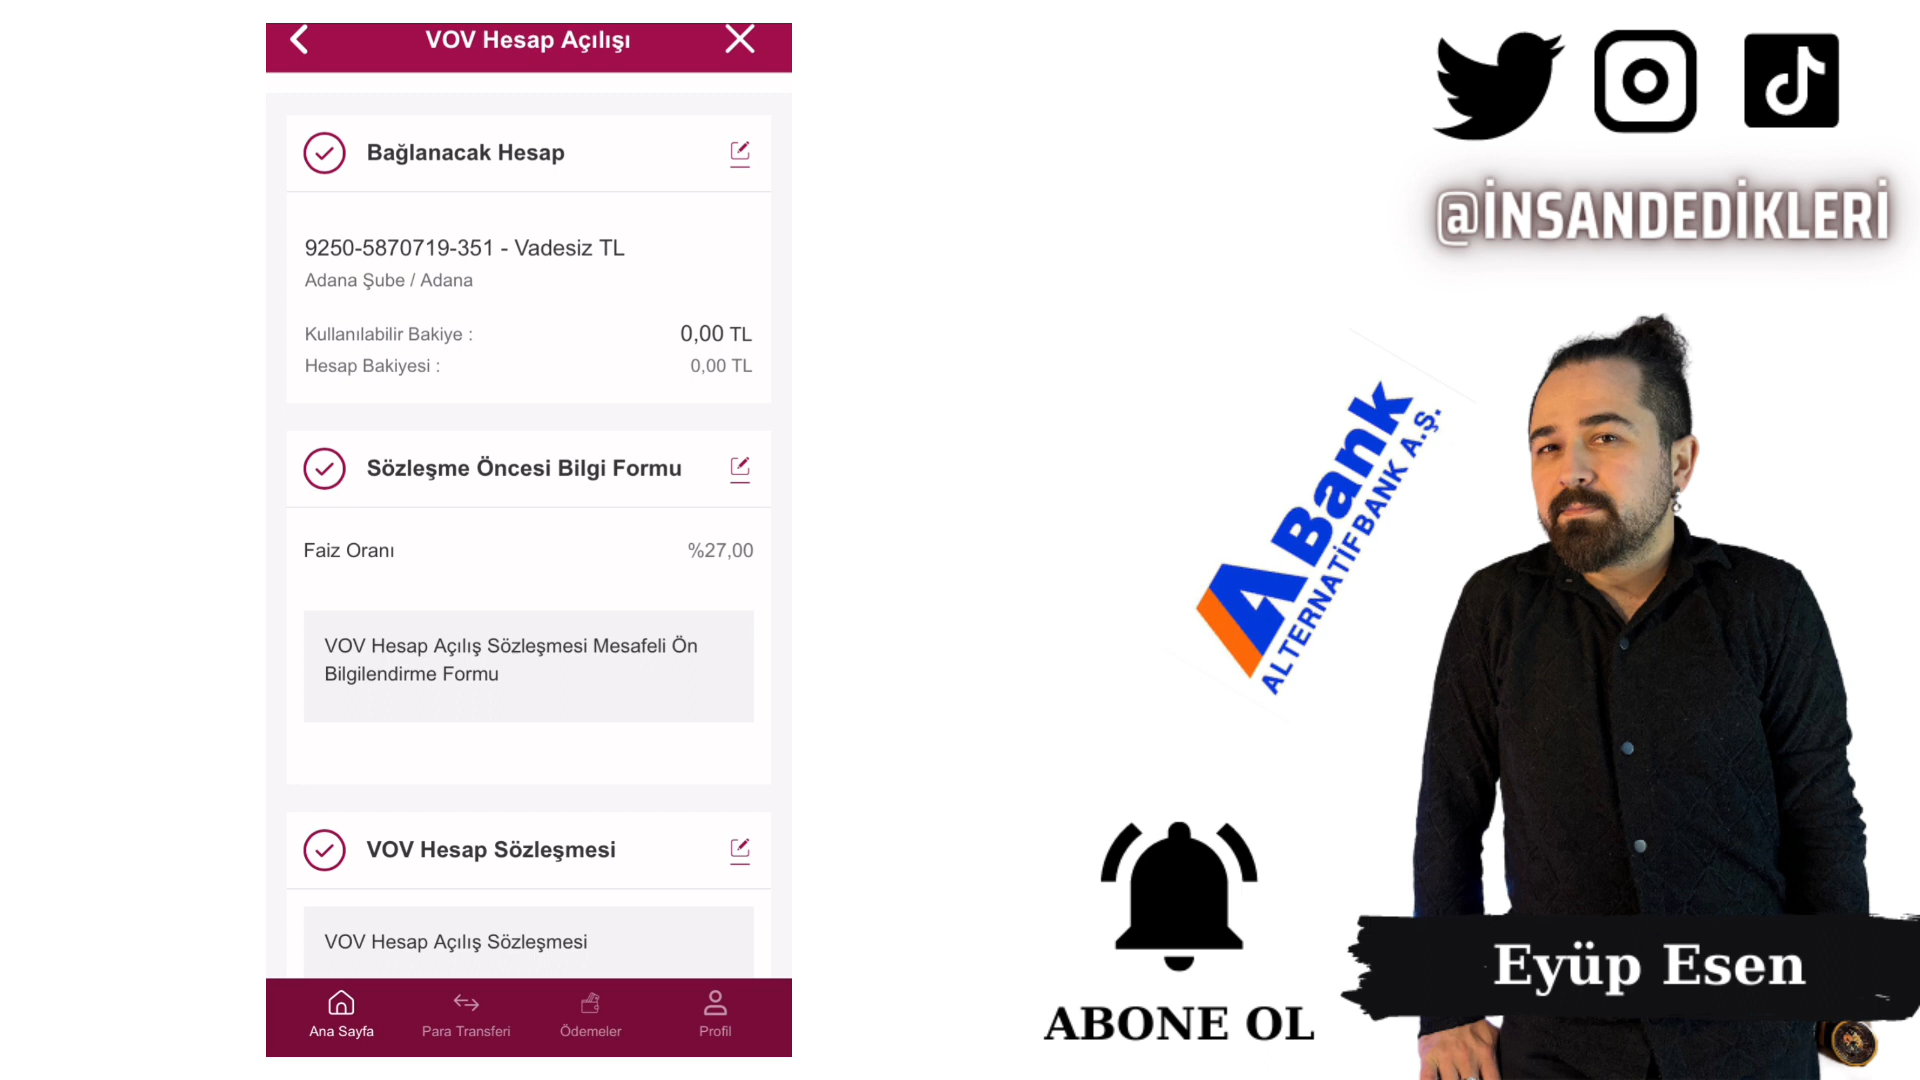 VOV Hesap Açılışı
Bağlanacak Hesap
9250-5870719-351 - Vadesiz TL
Adana Şube / Adana
Kullanılabilir Bakiye : 0,00 TL
Hesap Bakiyesi : 0,00 TL
Sözleşme Öncesi Bilgi Formu
Faiz Oranı %27,00
VOV Hesap Açılış Sözleşmesi Mesafeli Ön
Bilgilendirme Formu
VOV Hesap Sözleşmesi
VOV Hesap Açılış Sözleşmesi
Ana Sayfa Para Transferi Ödemeler Profil
@İNSANDEDİKLERİ
ABank
ALTERNATİFBANK A.Ş.
ABONE OL
Eyüp Esen